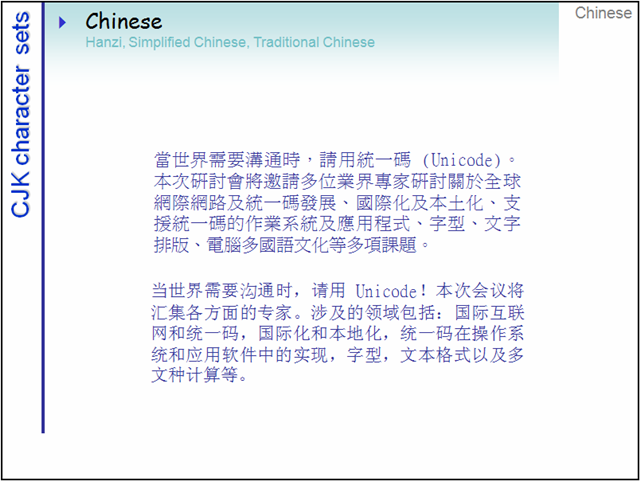 CJK character sets
Chinese
Hanzi, Simplified Chinese, Traditional Chinese
Chinese
當世界需要溝通時，請用統一碼 (Unicode)。
本次研討會將邀請多位業界專家研討關於全球
網際網路及統一碼發展、國際化及本土化、支
援統一碼的作業系統及應用程式、字型、文字
排版、電腦多國語文化等多項課題。
当世界需要沟通时，请用 Unicode！本次会议将
汇集各方面的专家。涉及的领域包括：国际互联
网和统一码，国际化和本地化，统一码在操作系
统和应用软件中的实现，字型，文本格式以及多
文种计算等。